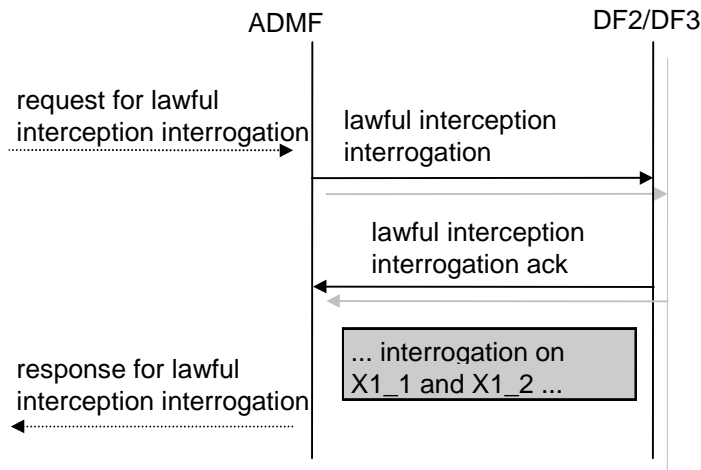 ADMF
DF2/DF3
request for lawful
interception interrogation
lawful interception
interrogation
lawful interception
interrogation ack
... interrogation on
X1_1 and X1_2 ...
response for lawful
interception interrogation